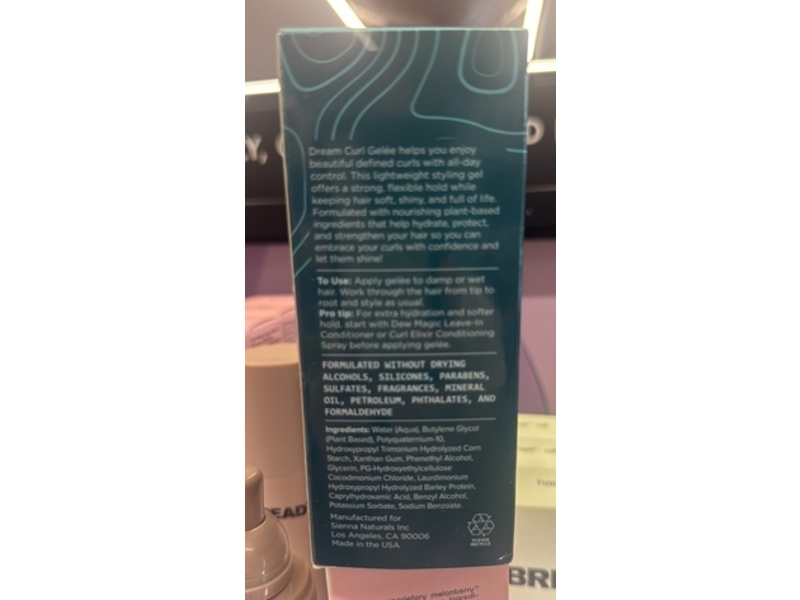 Dream Curl Gelée helps you enjoy
beautiful defined curls with all-day
control. This lightweight styling gel
offers a strong, flexible hold while
keeping hair soft, shiny, and full of life.
Formulated with nourishing plant-based
ingredients that help hydrate, protect,
and strengthen your hair so you can
embrace your curls with confidence and
let them shine!
To Use: Apply gelée to damp or wet
hair. Work through the hair from tip to
root and style as usual.
Pro tip: For extra hydration and softer
hold, start with Dew Magic Leave-In
Conditioner or Curl Elixir Conditioning
Spray before applying gelée.
FORMULATED WITHOUT DRYING
ALCOHOLS, SILICONES, PARABENS,
SULFATES, FRAGRANCES, MINERAL
OIL, PETROLEUM, PHTHALATES, AND
FORMALDEHYDE
Ingredients: Water (Aqua), Butylene Glycol
(Plant Based), Polyquaternium-10,
Hydroxypropyl Trimonium Hydrolyzed Corn
Starch, Xanthan Gum, Phenethyl Alcohol,
Glycerin, PG-Hydroxyethylcellulose
Cocodimonium Chloride, Laurdimonium
Hydroxypropyl Hydrolyzed Barley Protein,
Caprylhydroxamic Acid, Benzyl Alcohol,
Potassium Sorbate, Sodium Benzoate.
Manufactured for
Sienna Naturals Inc
Los Angeles, CA 90006
Made in the USA
PLEASE
RECYCLE
melonberry™